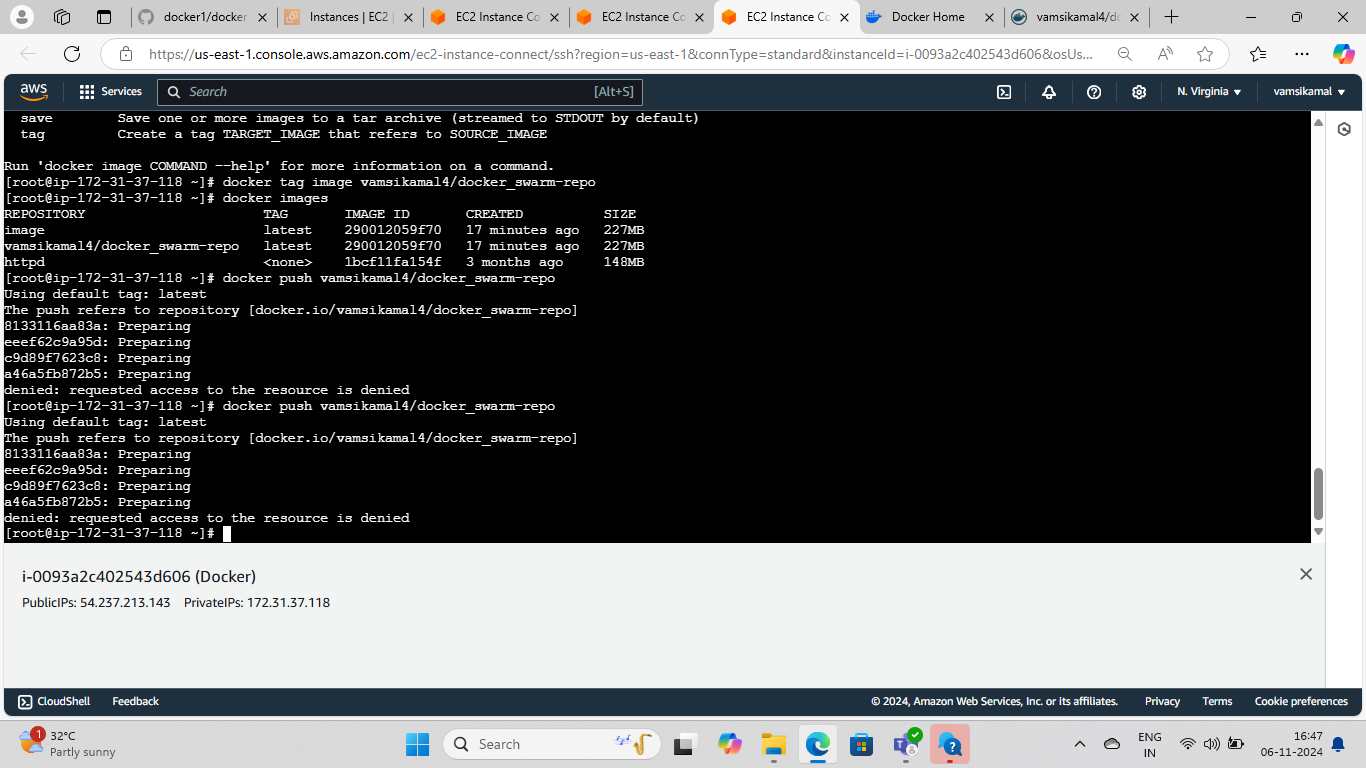 docker1/docker
Instances | EC2 |
EC2 Instance Co
EC2 Instance Co
EC2 Instance Co
Docker Home
vamsikamal4/dc
https://us-east-1.console.aws.amazon.com/ec2-instance-connect/ssh?region=us-east-1&connType=standard&instanceId=i-0093a2c402543d606&osUs...
aws
Services
Search
[Alt+S]
N. Virginia
vamsikamal
save Save one or more images to a tar archive (streamed to STDOUT by default)
tag Create a tag TARGET_IMAGE that refers to SOURCE_IMAGE
Run 'docker image COMMAND --help' for more information on a command.
[root@ip-172-31-37-118 ~]# docker tag image vamsikamal4/docker_swarm-repo
[root@ip-172-31-37-118 ~]# docker images
REPOSITORY TAG IMAGE ID CREATED SIZE
image latest 290012059f70 17 minutes ago 227MB
vamsikamal4/docker_swarm-repo latest 290012059f70 17 minutes ago 227MB
httpd <none> 1bcf11fa154f 3 months ago 148MB
[root@ip-172-31-37-118 ~]# docker push vamsikamal4/docker_swarm-repo
Using default tag: latest
The push refers to repository [docker.io/vamsikamal4/docker_swarm-repo]
8133116aa83a: Preparing
eeef62c9a95d: Preparing
c9d89f7623c8: Preparing
a46a5fb872b5: Preparing
denied: requested access to the resource is denied
[root@ip-172-31-37-118 ~]# docker push vamsikamal4/docker_swarm-repo
Using default tag: latest
The push refers to repository [docker.io/vamsikamal4/docker_swarm-repo]
8133116aa83a: Preparing
eeef62c9a95d: Preparing
c9d89f7623c8: Preparing
a46a5fb872b5: Preparing
denied: requested access to the resource is denied
[root@ip-172-31-37-118 ~]#
i-0093a2c402543d606 (Docker)
PublicIPs: 54.237.213.143 PrivateIPs: 172.31.37.118
CloudShell
Feedback
© 2024, Amazon Web Services, Inc. or its affiliates.
Privacy
Terms
Cookie preferences
1
32°C
Partly sunny
Search
ENG
IN
16:47
06-11-2024